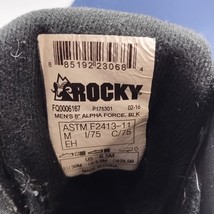 8 85192 23068 4
ROCKY
FQ0006167 P175301 02-16
MEN'S 8" ALPHA FORCE, BLK
ASTM F2413-11
M I/75 C/75
EH